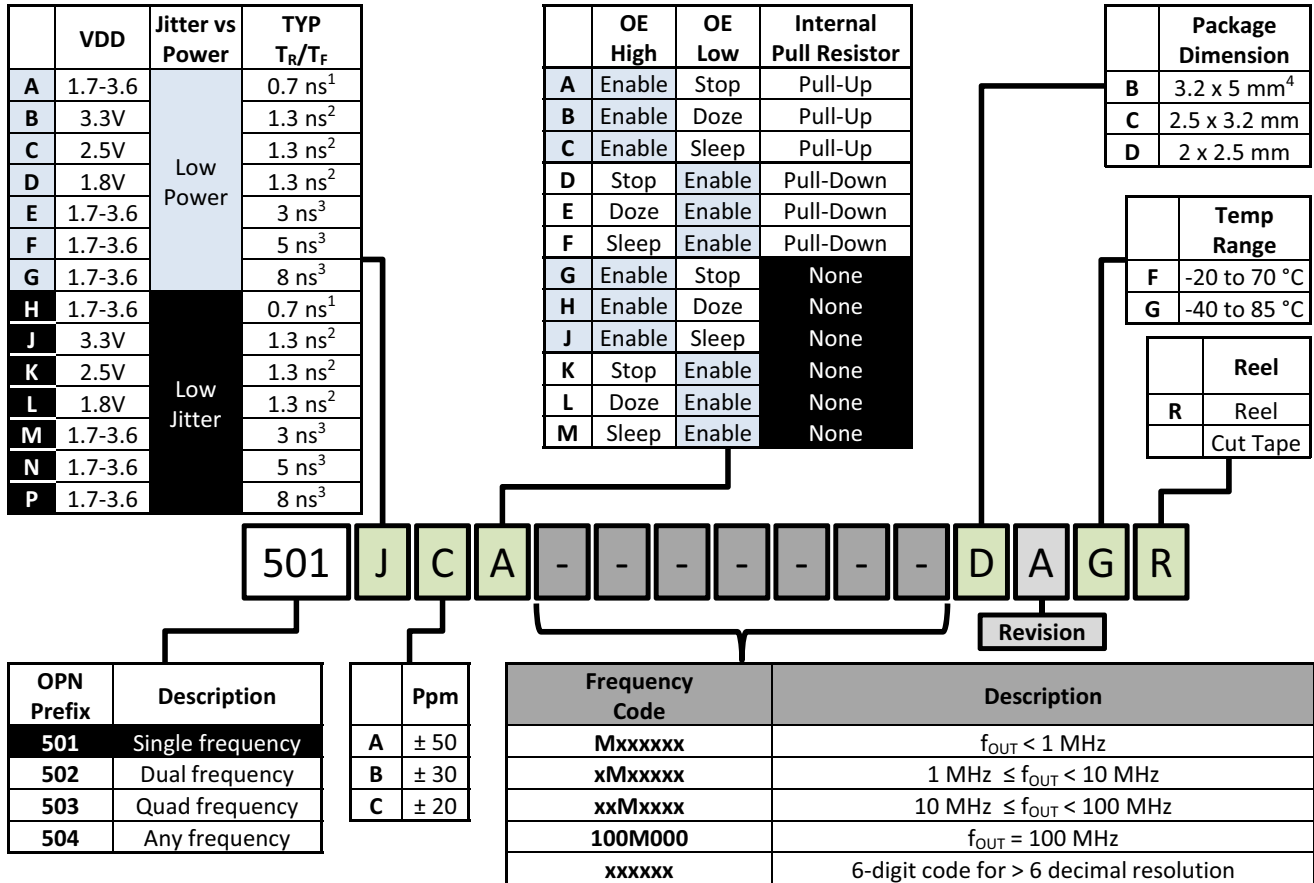 VDD Jitter vs Power TYP TR/TF
A 1.7-3.6 0.7 ns1
B 3.3V 1.3 ns2
C 2.5V 1.3 ns2
D 1.8V 1.3 ns2
E 1.7-3.6 3 ns3
F 1.7-3.6 5 ns3
G 1.7-3.6 8 ns3
Low
Power
H 1.7-3.6 0.7 ns1
J 3.3V 1.3 ns2
K 2.5V 1.3 ns2
L 1.8V 1.3 ns2
M 1.7-3.6 3 ns3
N 1.7-3.6 5 ns3
P 1.7-3.6 8 ns3
Low
Jitter
OE High OE Low Internal Pull Resistor
A Enable Stop Pull-Up
B Enable Doze Pull-Up
C Enable Sleep Pull-Up
D Stop Enable Pull-Down
E Doze Enable Pull-Down
F Sleep Enable Pull-Down
G Enable Stop None
H Enable Doze None
J Enable Sleep None
K Stop Enable None
L Doze Enable None
M Sleep Enable None
Package
Dimension
B 3.2 x 5 mm4
C 2.5 x 3.2 mm
D 2 x 2.5 mm
Temp
Range
F -20 to 70 °C
G -40 to 85 °C
Reel
R Reel
Cut Tape
501 J C A - - - - - - - D A G R
Revision
OPN Prefix Description
501 Single frequency
502 Dual frequency
503 Quad frequency
504 Any frequency
Ppm
A ± 50
B ± 30
C ± 20
Frequency Code Description
Mxxxxxx fOUT < 1 MHz
xMxxxxx 1 MHz ≤ fOUT < 10 MHz
xxMxxxx 10 MHz ≤ fOUT < 100 MHz
100M000 fOUT = 100 MHz
xxxxxx 6-digit code for > 6 decimal resolution